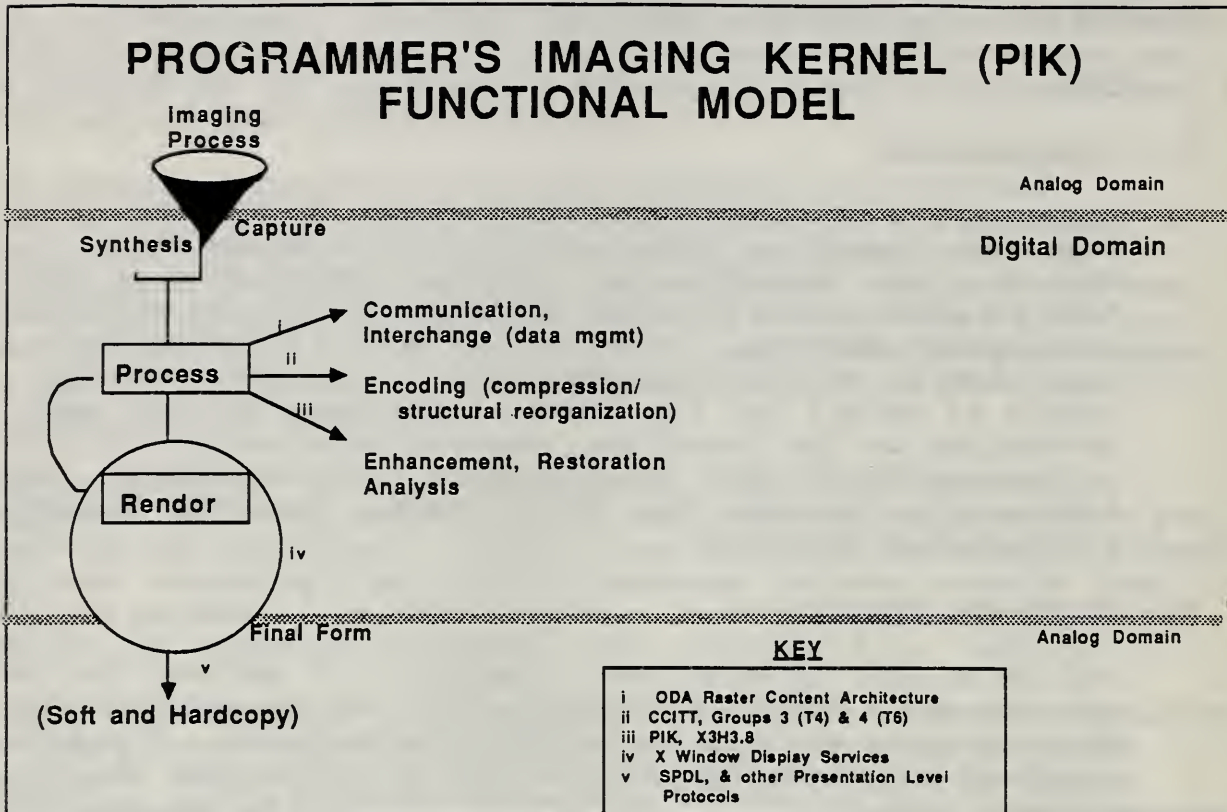 PROGRAMMER'S IMAGING KERNEL (PIK)
FUNCTIONAL MODEL
Imaging
Process
Analog Domain
Capture
Synthesis
Digital Domain
Communication,
Interchange (data mgmt)
i
Process
ii
Encoding (compression/
structural reorganization)
iii
Enhancement, Restoration
Analysis
Rendor
iv
Final Form
Analog Domain
v
(Soft and Hardcopy)
KEY
i ODA Raster Content Architecture
ii CCITT, Groups 3 (T4) & 4 (T6)
iii PIK, X3H3.8
iv X Window Display Services
v SPDL, & other Presentation Level
Protocols